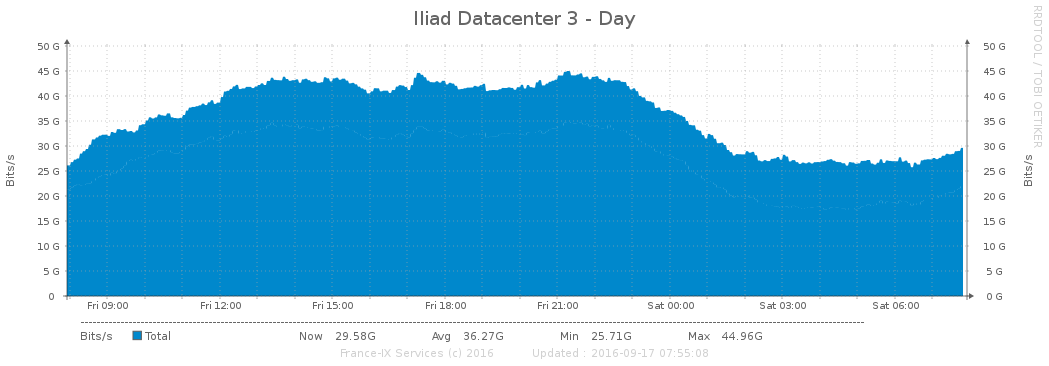 Iliad Datacenter 3 - Day
RRDTOOL / TOBI OETIKER
Bits/s
50 G 50 G
45 G 45 G
40 G 40 G
35 G 35 G
30 G 30 G
25 G 25 G
20 G 20 G
15 G 15 G
10 G 10 G
5 G 5 G
0 0 G
Bits/s
Fri 09:00 Fri 12:00 Fri 15:00 Fri 18:00 Fri 21:00 Sat 00:00 Sat 03:00 Sat 06:00
Bits/s Total Now 29.58G Avg 36.27G Min 25.71G Max 44.96G
France-IX Services (c) 2016 Updated : 2016-09-17 07:55:08